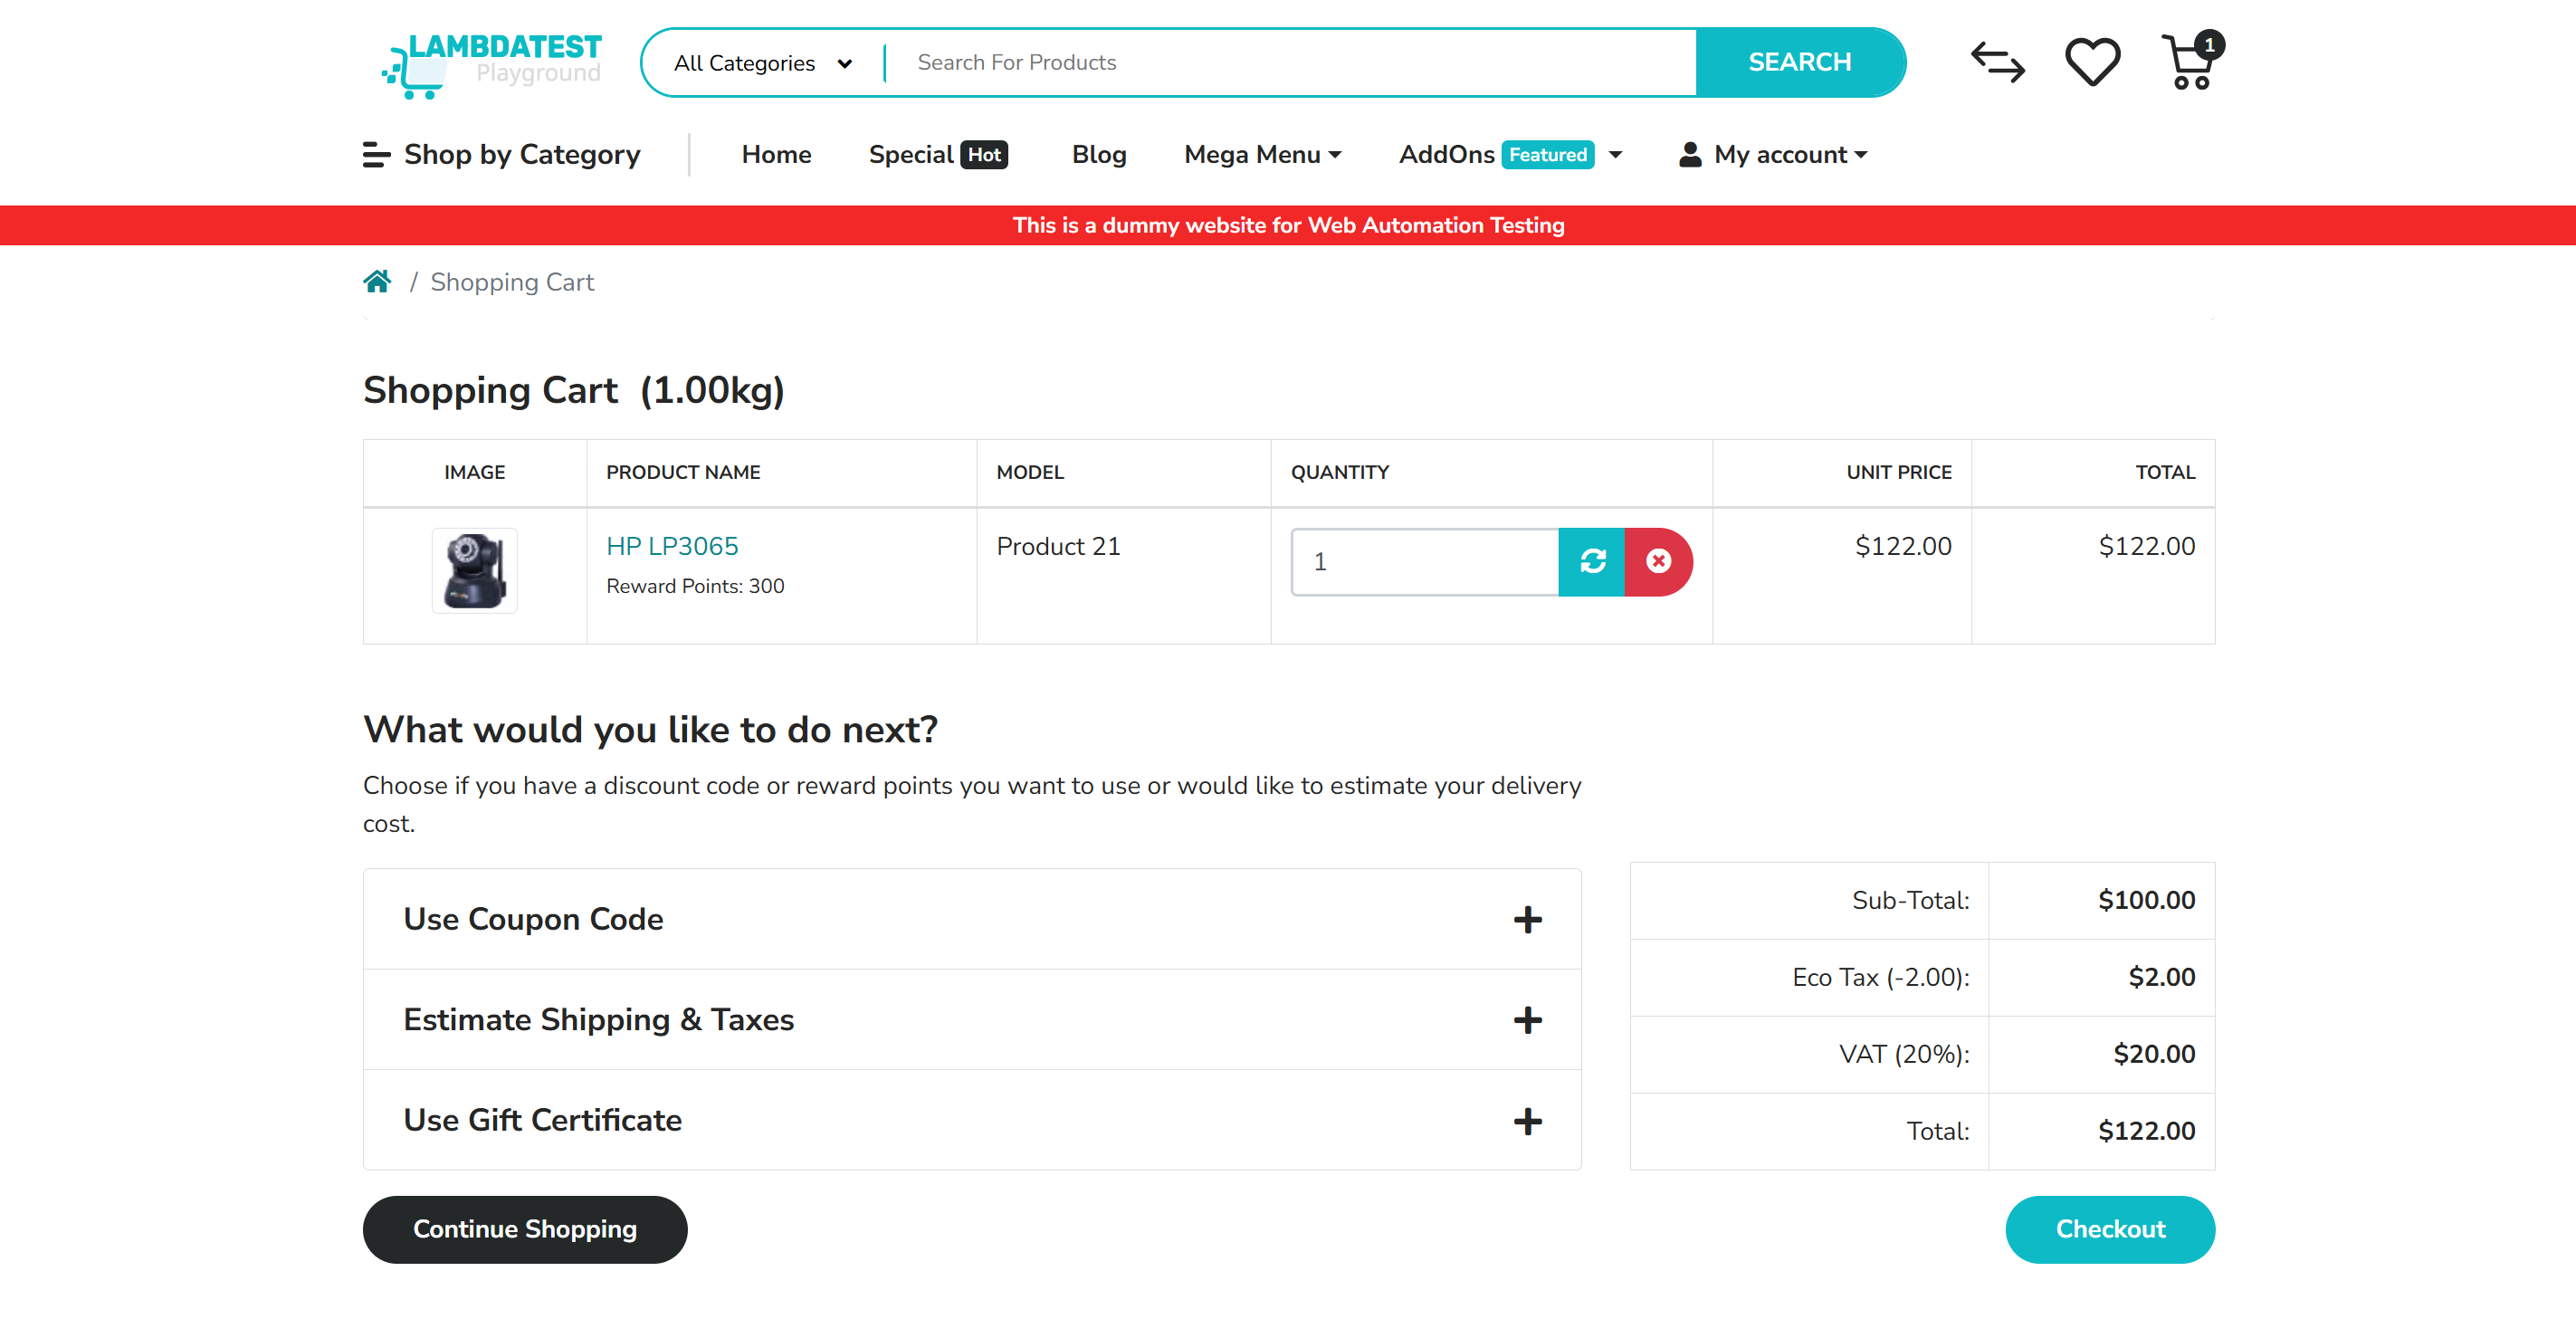 LAMBDATEST
Playground
All Categories
Search For Products
SEARCH
1
Shop by Category
Home
Special Hot
Blog
Mega Menu
AddOns Featured
My account
This is a dummy website for Web Automation Testing
/ Shopping Cart
Shopping Cart (1.00kg)
IMAGE PRODUCT NAME MODEL QUANTITY UNIT PRICE TOTAL
HP LP3065 Product 21 1 $122.00 $122.00
Reward Points: 300
What would you like to do next?
Choose if you have a discount code or reward points you want to use or would like to estimate your delivery
cost.
Use Coupon Code
Estimate Shipping & Taxes
Use Gift Certificate
Sub-Total: $100.00
Eco Tax (-2.00): $2.00
VAT (20%): $20.00
Total: $122.00
Continue Shopping
Checkout